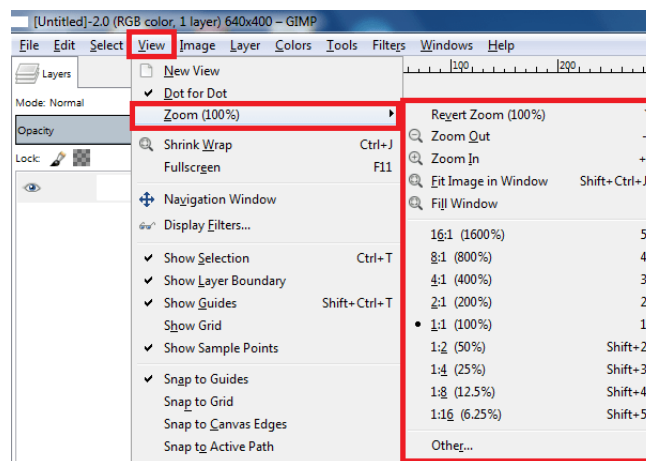 [Untitled]-2.0 (RGB color, 1 layer) 640x400 – GIMP
File Edit Select View Image Layer Colors Tools Filters Windows Help
Layers
Mode: Normal
Opacity
Lock:
New View
Dot for Dot
Zoom (100%)
Shrink Wrap Ctrl+J
Fullscreen F11
Navigation Window
Display Filters...
Show Selection Ctrl+T
Show Layer Boundary
Show Guides Shift+Ctrl+T
Show Grid
Show Sample Points
Snap to Guides
Snap to Grid
Snap to Canvas Edges
Snap to Active Path
100 200
Revert Zoom (100%)
Zoom Out -
Zoom In +
Fit Image in Window Shift+Ctrl+J
Fill Window
16:1 (1600%) 5
8:1 (800%) 4
4:1 (400%) 3
2:1 (200%) 2
1:1 (100%) 1
1:2 (50%) Shift+2
1:4 (25%) Shift+3
1:8 (12.5%) Shift+4
1:16 (6.25%) Shift+5
Other...